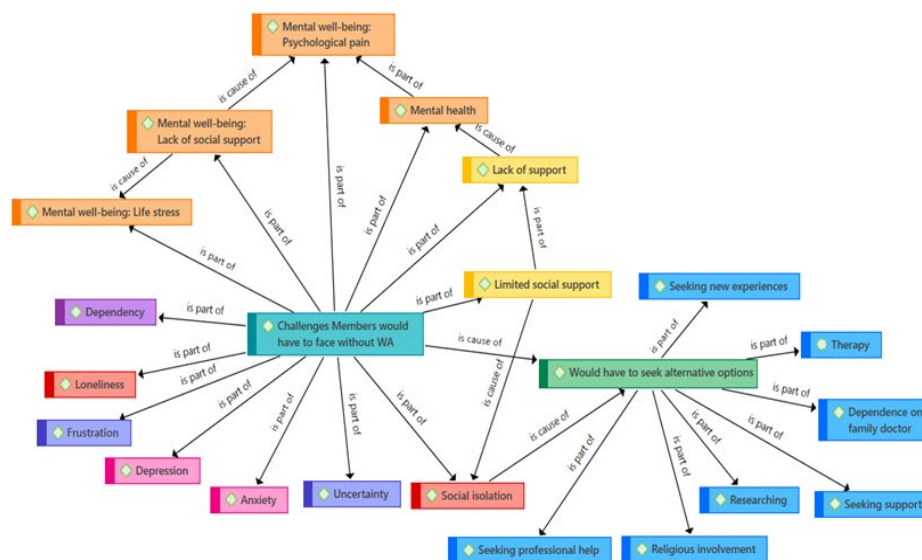 Mental well-being:
Psychological pain
is cause of
is part of
Mental health
Mental well-being:
Lack of social support
is cause of
is cause of
Lack of support
is part of
Mental well-being: Life stress
is part of
is part of
is part of
is part of
is part of
Limited social support
Seeking new experiences
is part of
Dependency
is part of
Challenges Members would
have to face without WA
is cause of
is part of
is part of
Therapy
is part of
Loneliness
is part of
is cause of
Would have to seek alternative options
is part of
Dependence on
family doctor
Frustration
is part of
is part of
is part of
is part of
is cause of
is part of
is part of
is part of
is part of
Depression
Anxiety
Uncertainty
Social isolation
Researching
Seeking support
Seeking professional help
Religious involvement